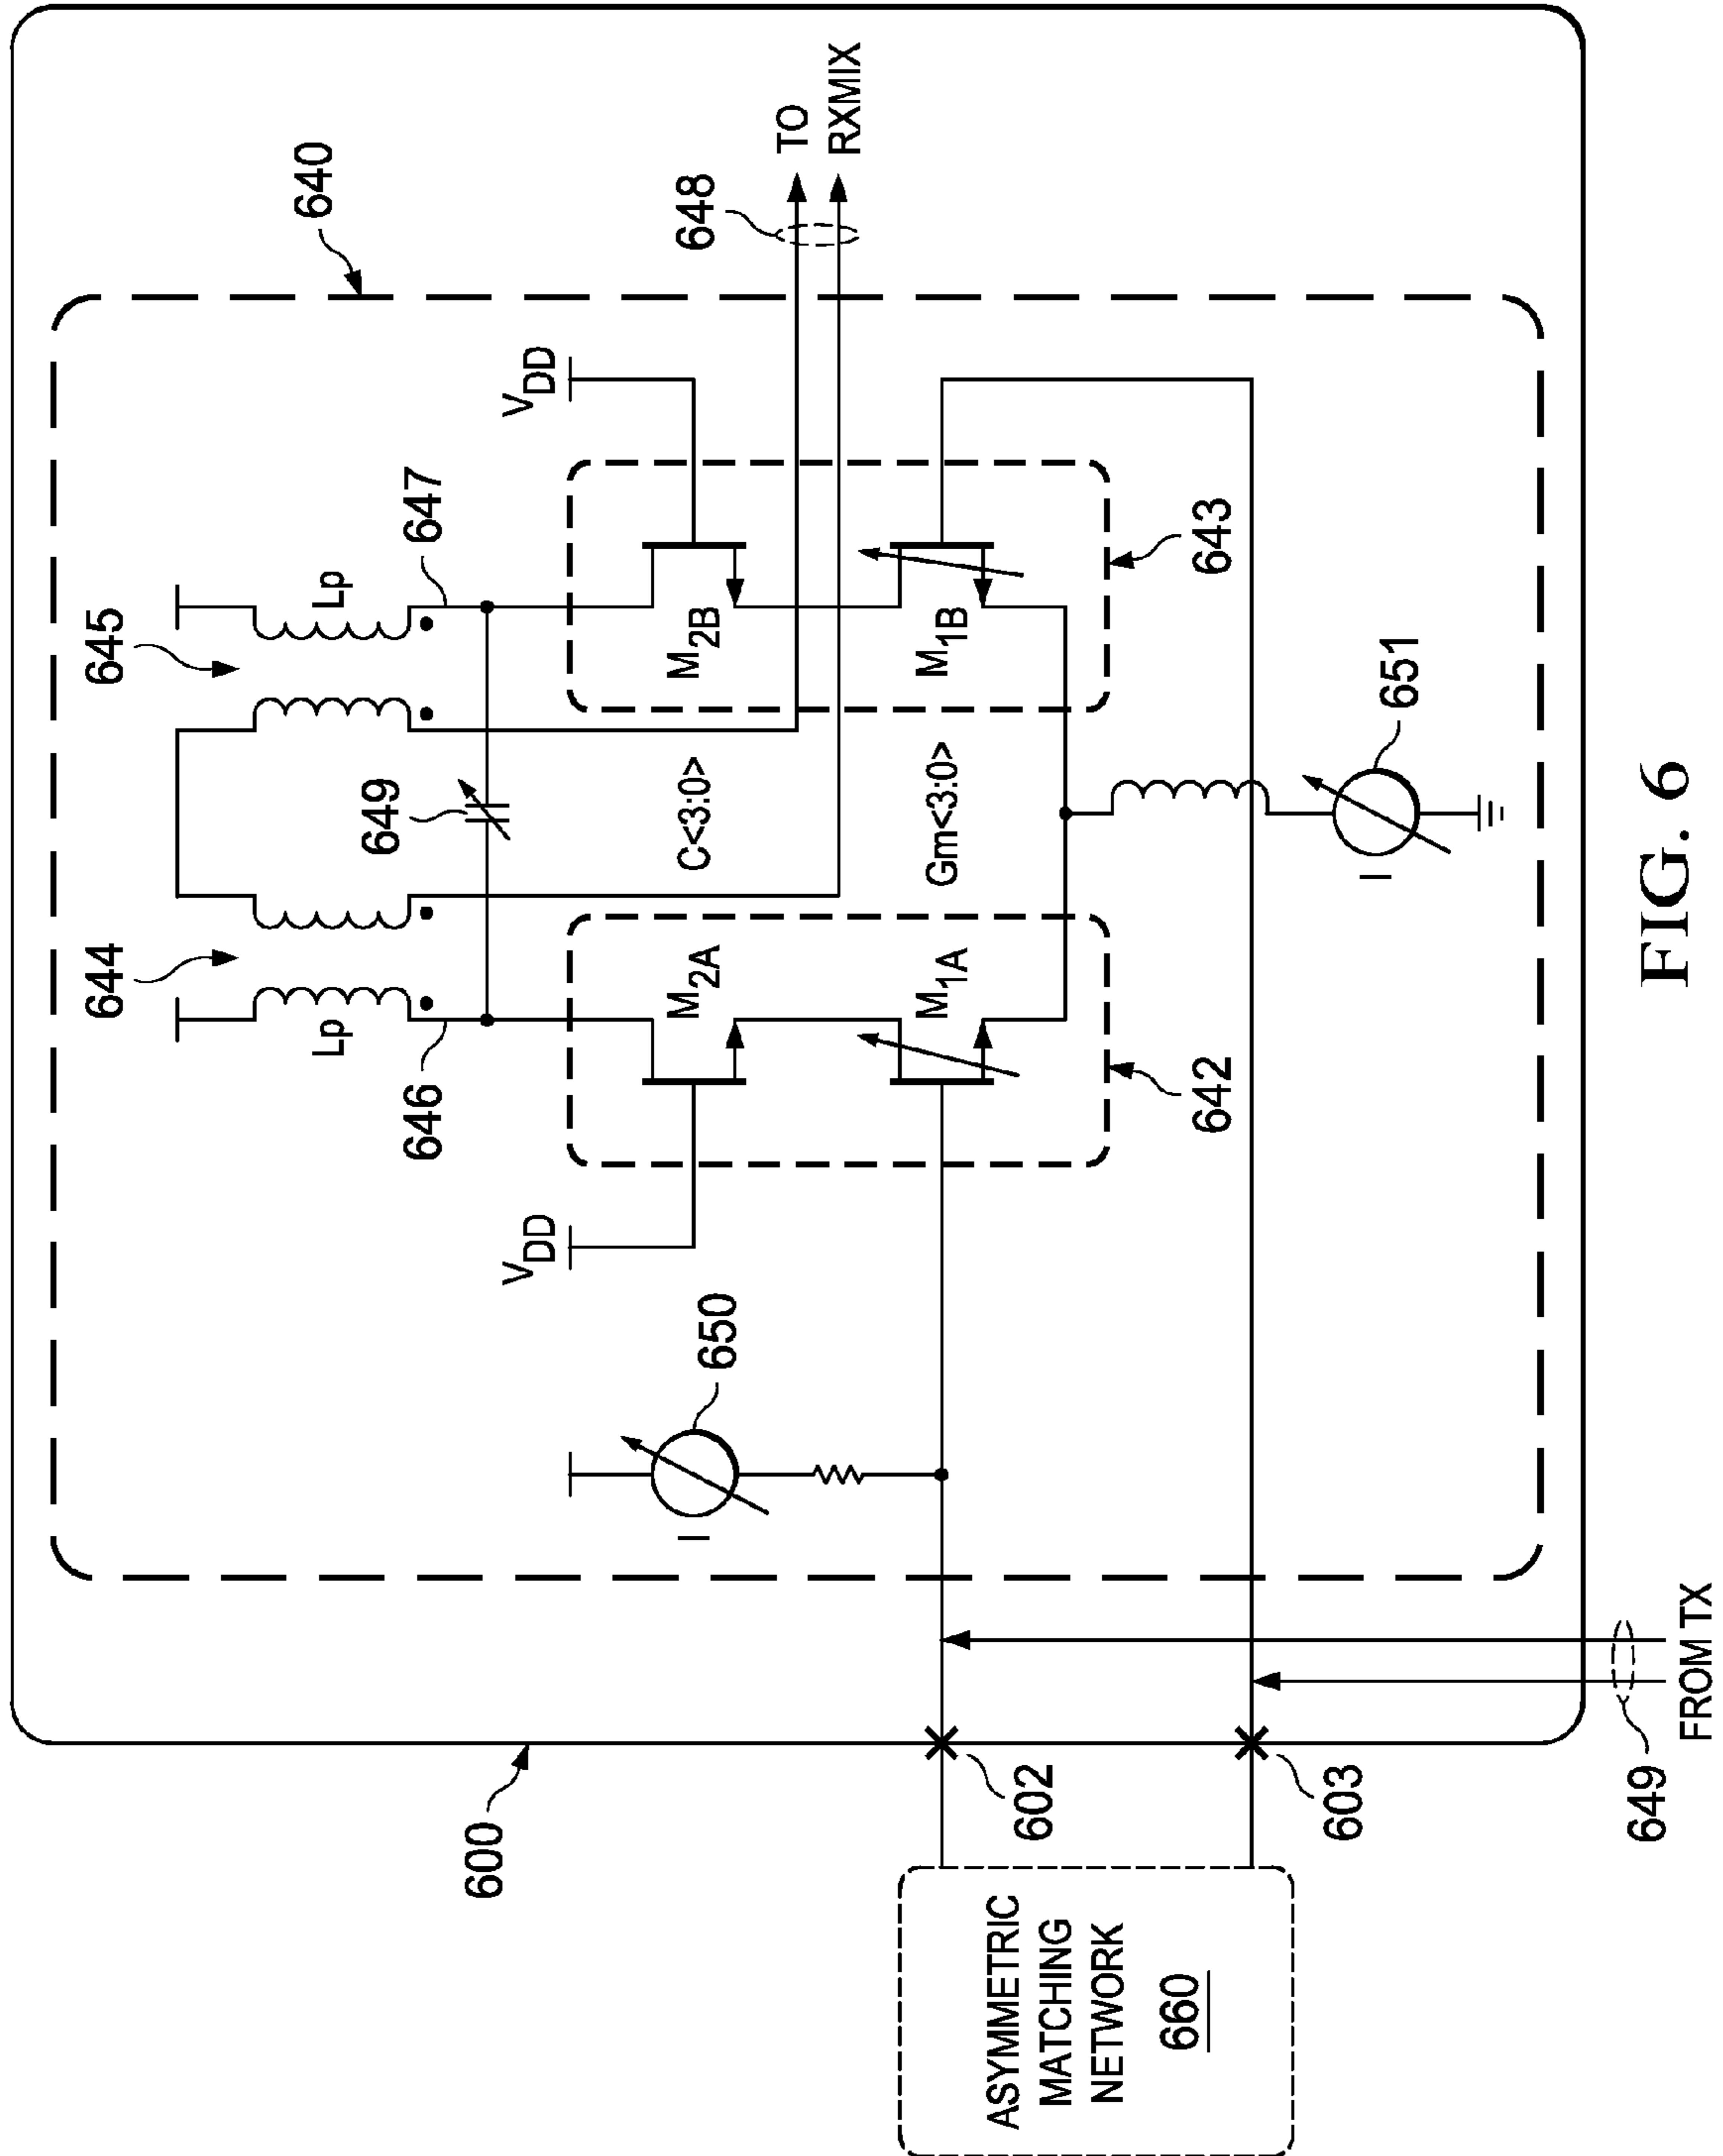 600
640
644
645
Lp
Lp
646
647
649
VDD
VDD
650
I
M2A
M2B
C<3:0>
648
TO
RXMIX
M1A
M1B
Gm<3:0>
642
643
651
I
602
603
ASYMMETRIC
MATCHING
NETWORK
660
649
FROM TX
FIG. 6